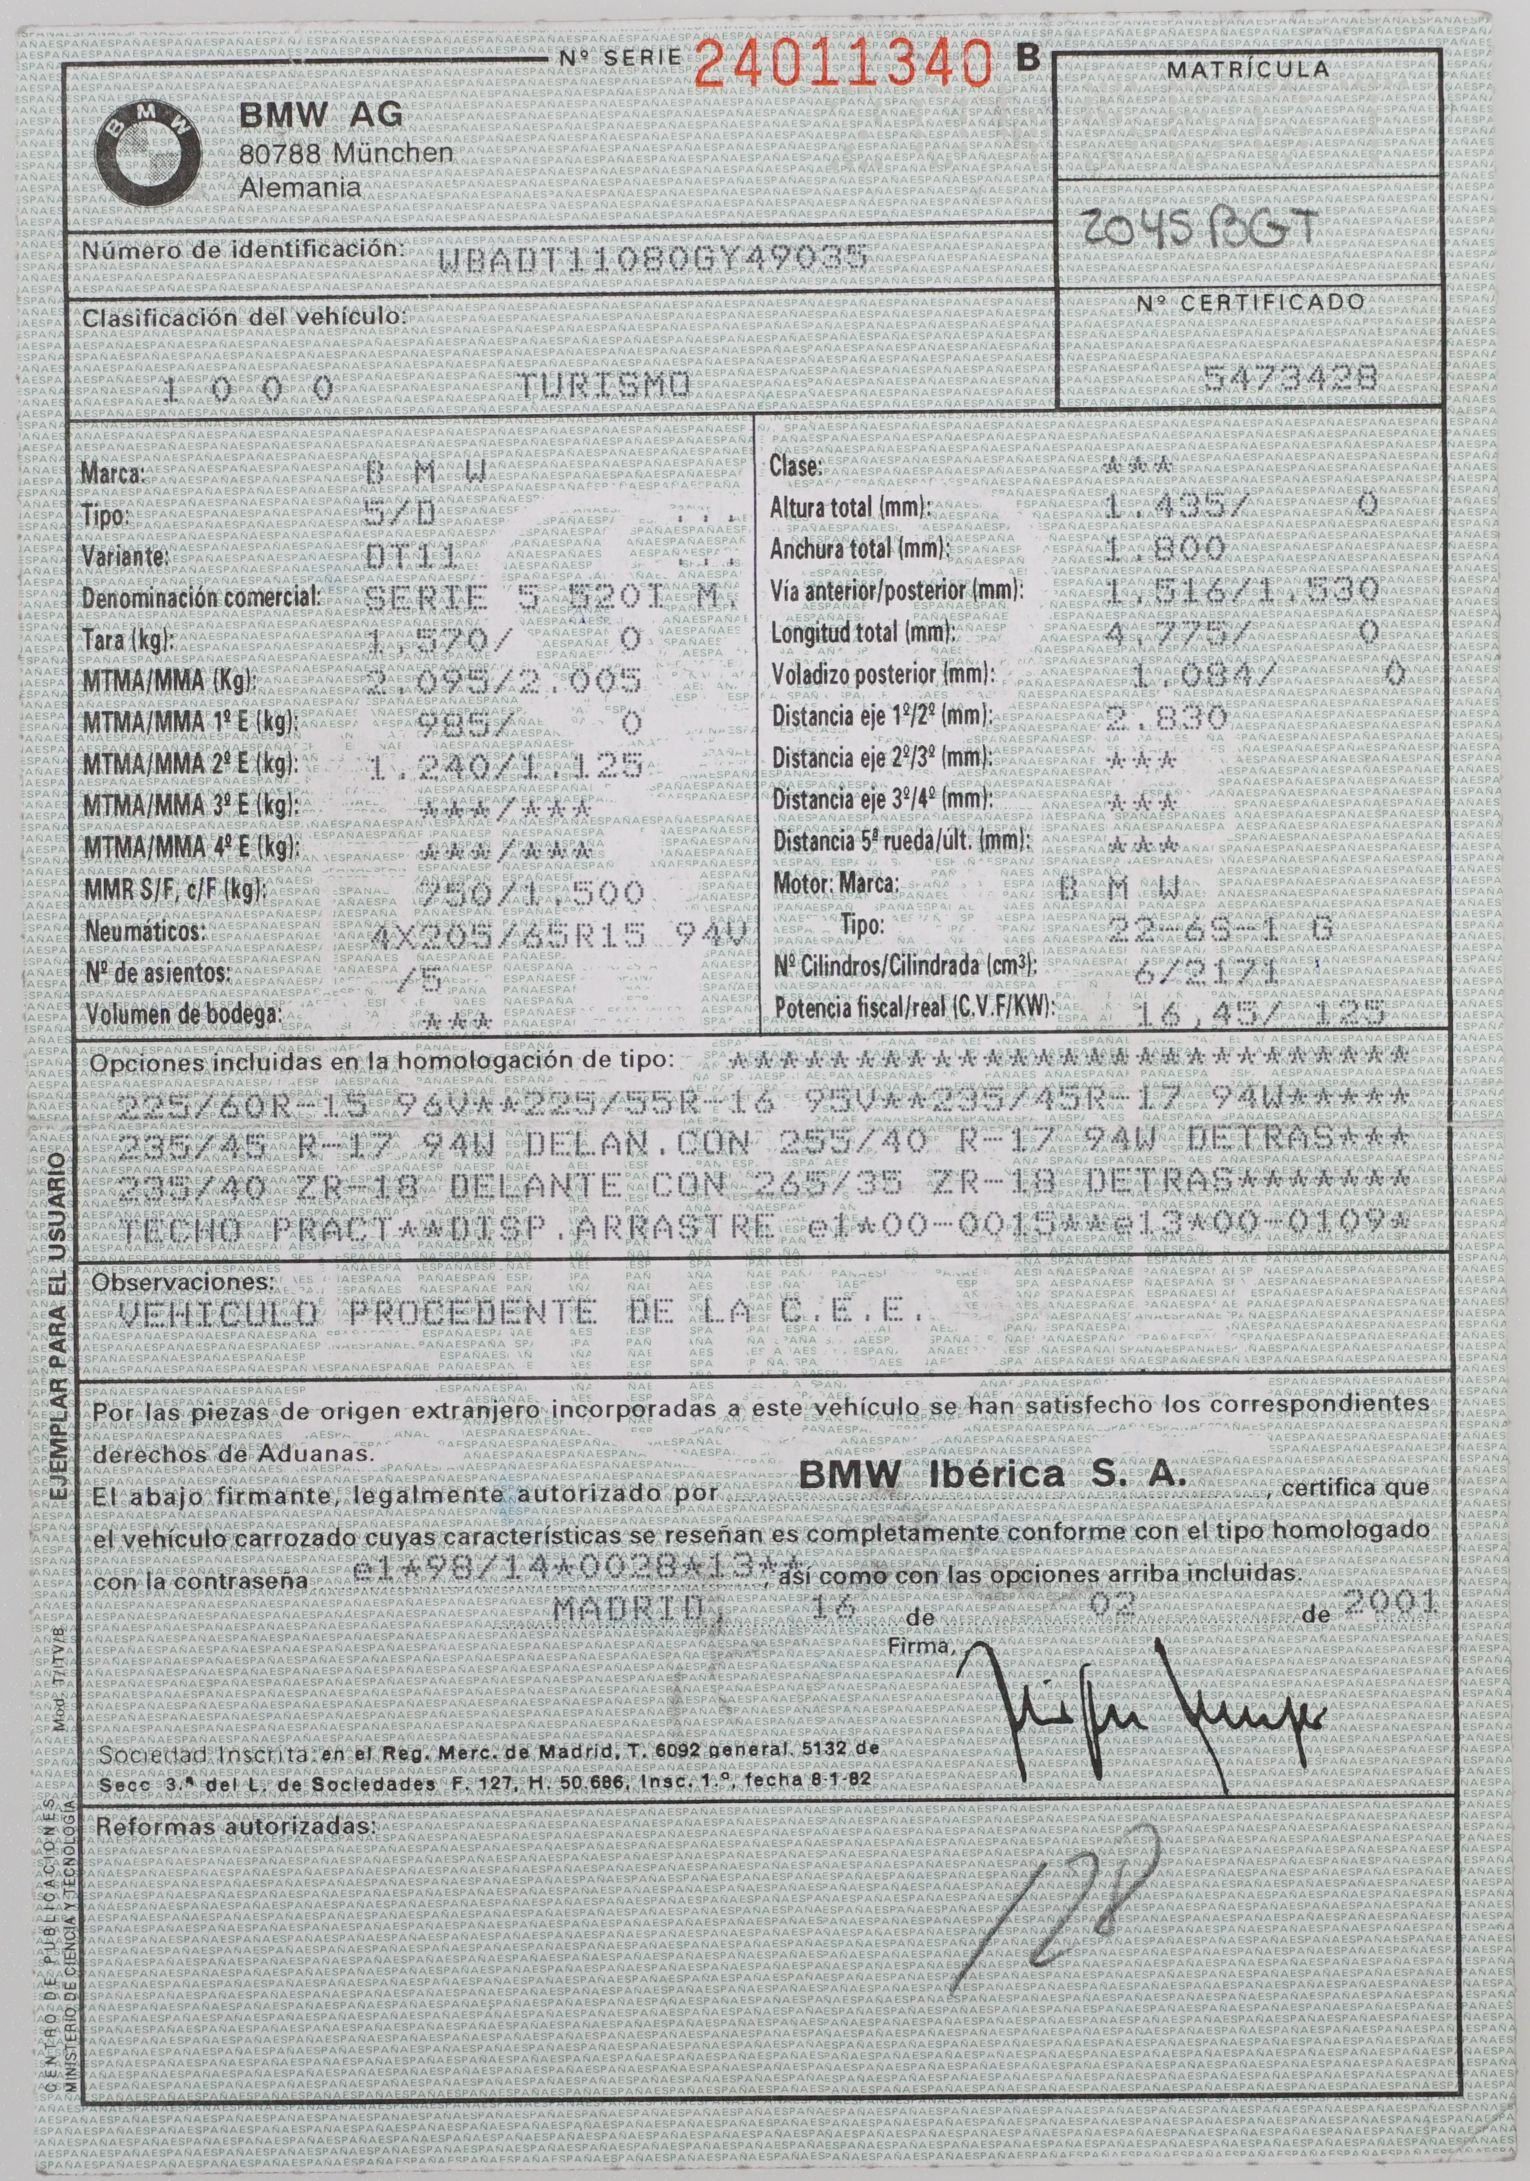 Nº SERIE 24011340 B
MATRÍCULA
BMW
BMW AG
80788 München
Alemania
2045 BGT
Número de identificación: WBADT11080GY49035
Nº CERTIFICADO
5473428
Clasificación del vehículo:
1 0 0 0 TURISMO
Marca: B M W
Tipo: 5/D ...
Variante: DT11 ...
Denominación comercial: SERIE 5 520I M.
Tara (kg): 1.570/ 0
MTMA/MMA (Kg): 2.095/2.005
MTMA/MMA 1º E (kg): 985/ 0
MTMA/MMA 2º E (kg): 1.240/1.125
MTMA/MMA 3º E (kg): ***/***
MTMA/MMA 4º E (kg): ***/***
MMR S/F, c/F (kg): 750/1.500
Neumáticos: 4X205/65R15 94V
Nº de asientos: /5
Volumen de bodega: ***
Clase: ***
Altura total (mm): 1.435/ 0
Anchura total (mm): 1.800
Vía anterior/posterior (mm): 1.516/1.530
Longitud total (mm): 4.775/ 0
Voladizo posterior (mm): 1.084/ 0
Distancia eje 1º/2º (mm): 2.830
Distancia eje 2º/3º (mm): ***
Distancia eje 3º/4º (mm): ***
Distancia 5ª rueda/últ. (mm): ***
Motor: Marca: B M W
Tipo: 22-6S-1 G
Nº Cilindros/Cilindrada (cm³): 6/2171
Potencia fiscal/real (C.V.F/KW): 16,45/ 125
Opciones incluidas en la homologación de tipo: ***************************
225/60R-15 96V**225/55R-16 95V**235/45R-17 94W*****
235/45 R-17 94W DELAN.CON 255/40 R-17 94W DETRAS***
235/40 ZR-18 DELANTE CON 265/35 ZR-18 DETRAS*******
TECHO PRACT**DISP.ARRASTRE e1*00-0015**e13*00-0109*
Observaciones:
VEHICULO PROCEDENTE DE LA C.E.E.
Por las piezas de origen extranjero incorporadas a este vehículo se han satisfecho los correspondientes
derechos de Aduanas.
El abajo firmante, legalmente autorizado por BMW Ibérica S. A., certifica que
el vehículo carrozado cuyas características se reseñan es completamente conforme con el tipo homologado
con la contraseña e1*98/14*0028*13**, así como con las opciones arriba incluidas.
MADRID, 16 de 02 de 2001
Firma,
Sociedad Inscrita en el Reg. Merc. de Madrid, T. 6092 general. 5132 de
Secc 3.ª del L. de Sociedades F. 127, H. 50.686, Insc. 1.ª, fecha 8-1-82
Reformas autorizadas:
128
EJEMPLAR PARA EL USUARIO
Mod. T/ITV/B
CENTRO DE PUBLICACIONES
MINISTERIO DE CIENCIA Y TECNOLOGÍA